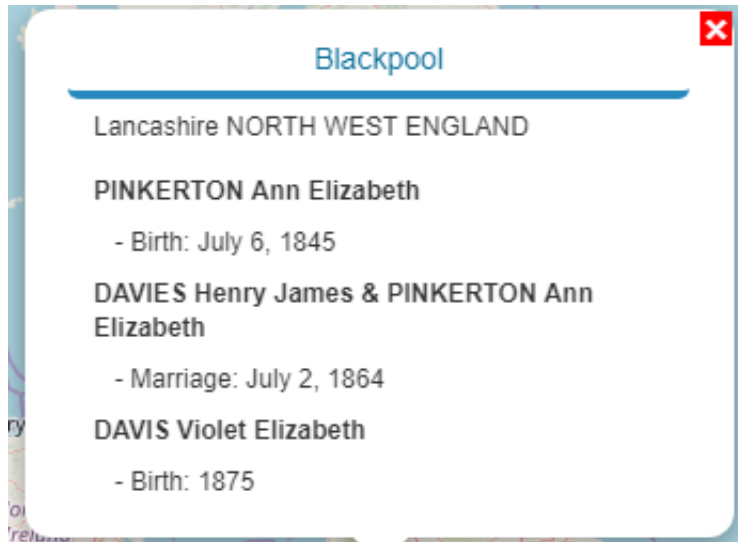 Blackpool
Lancashire NORTH WEST ENGLAND
PINKERTON Ann Elizabeth
- Birth: July 6, 1845
DAVIES Henry James & PINKERTON Ann
Elizabeth
- Marriage: July 2, 1864
DAVIS Violet Elizabeth
- Birth: 1875